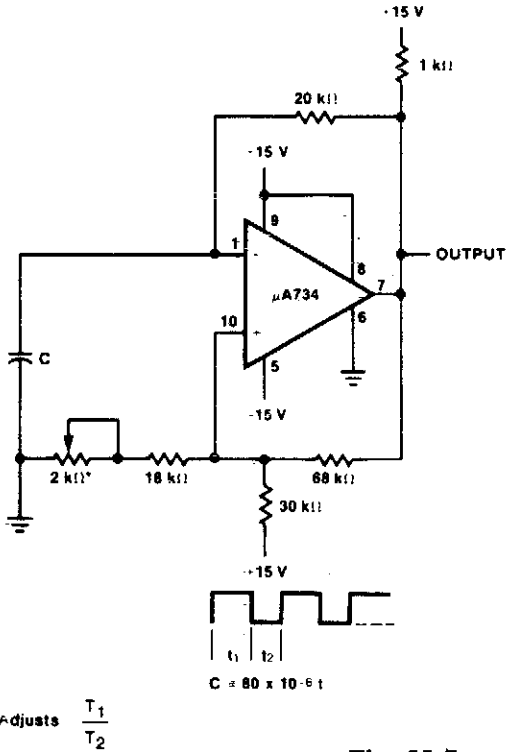 -15 V
1 kΩ
20 kΩ
-15 V
9
1
-
8
OUTPUT
μA734
7
6
10
+
5
C
-15 V
2 kΩ*
18 kΩ
68 kΩ
30 kΩ
+15 V
t1
t2
C = 80 x 10-6 t
Adjusts T1
T2